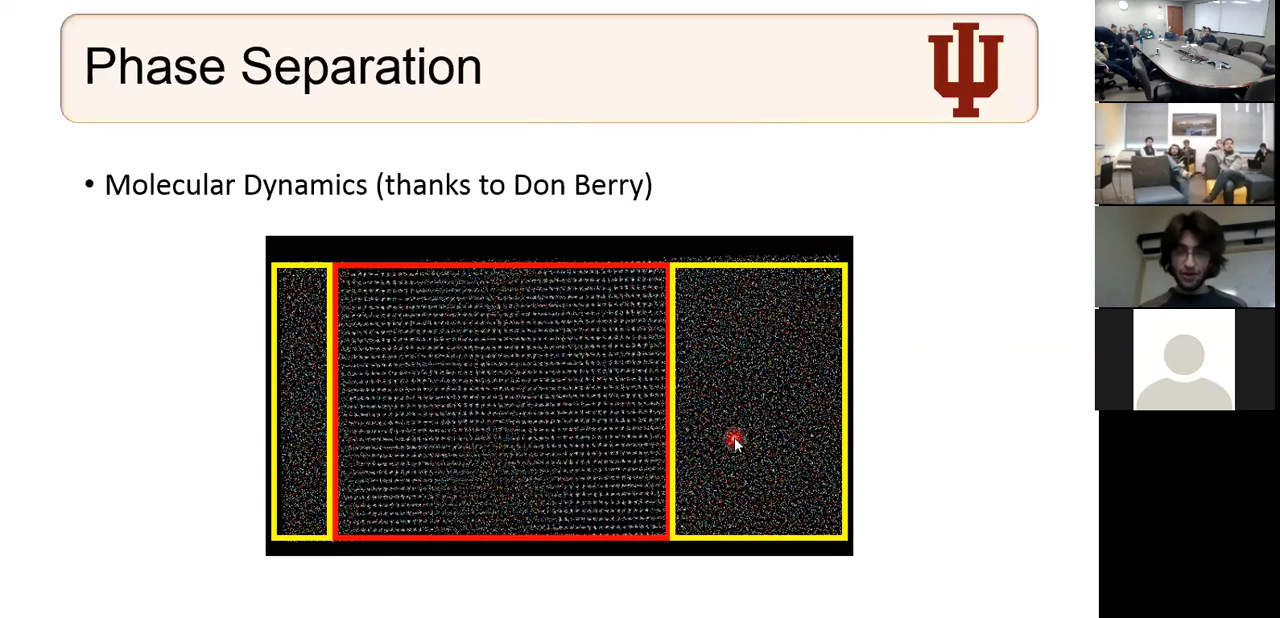 Phase Separation
• Molecular Dynamics (thanks to Don Berry)